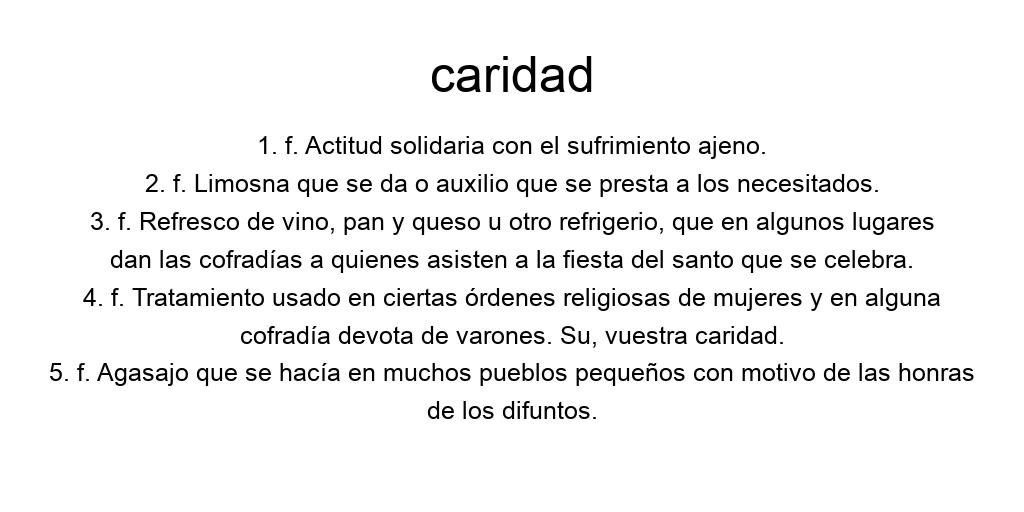 caridad
1. f. Actitud solidaria con el sufrimiento ajeno.
2. f. Limosna que se da o auxilio que se presta a los necesitados.
3. f. Refresco de vino, pan y queso u otro refrigerio, que en algunos lugares
dan las cofradías a quienes asisten a la fiesta del santo que se celebra.
4. f. Tratamiento usado en ciertas órdenes religiosas de mujeres y en alguna
cofradía devota de varones. Su, vuestra caridad.
5. f. Agasajo que se hacía en muchos pueblos pequeños con motivo de las honras
de los difuntos.